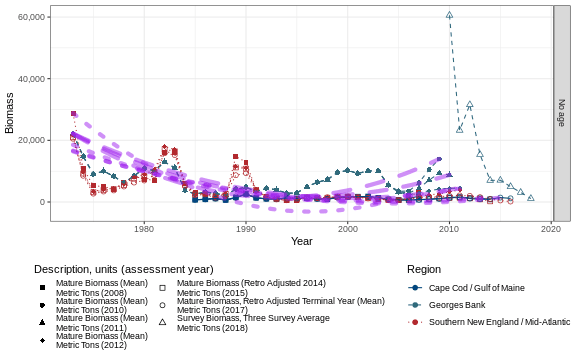 60,000
40,000
20,000
0
Biomass
No age
1980
1990
2000
2010
2020
Year
Description, units (assessment year)
Mature Biomass (Mean)
Metric Tons (2008)
Mature Biomass (Mean)
Metric Tons (2010)
Mature Biomass (Mean)
Metric Tons (2011)
Mature Biomass (Mean)
Metric Tons (2012)
Mature Biomass (Retro Adjusted 2014)
Metric Tons (2015)
Mature Biomass, Retro Adjusted Terminal Year (Mean)
Metric Tons (2017)
Survey Biomass, Three Survey Average
Metric Tons (2018)
Region
Cape Cod / Gulf of Maine
Georges Bank
Southern New England / Mid-Atlantic